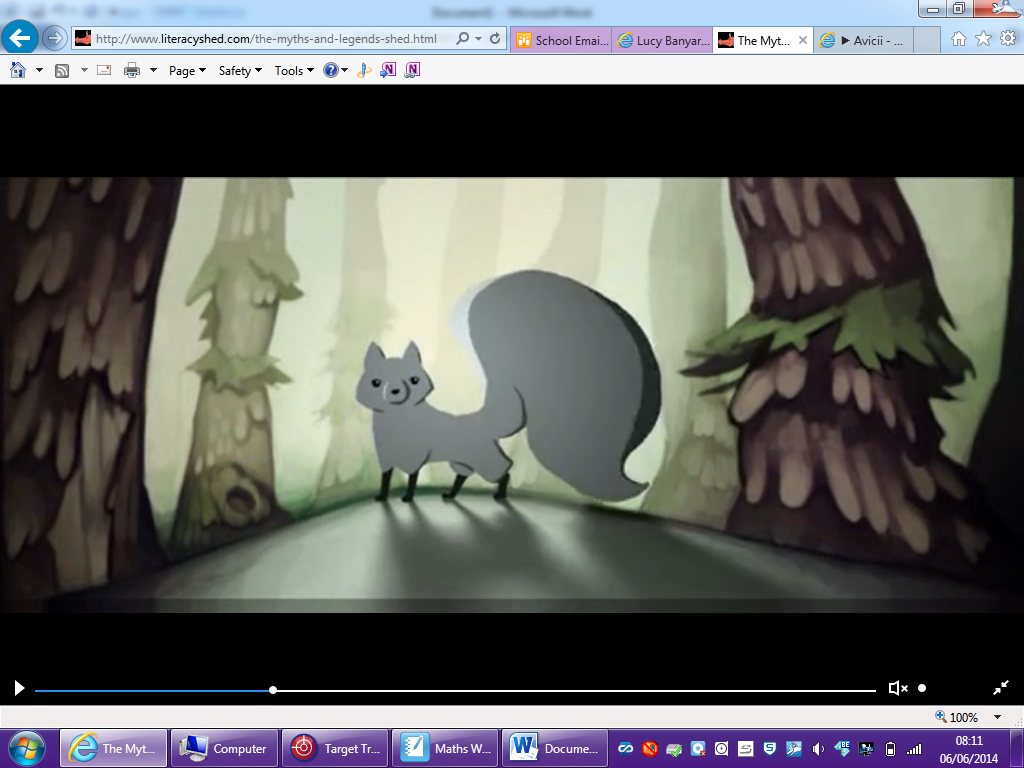 Document1 - Microsoft Word
http://www.literacyshed.com/the-myths-and-legends-shed.html
School Emai...
Lucy Banyar...
The Myt...
► Avicii - ...
Page
Safety
Tools
100%
The Myt...
Computer
Target Tr...
Maths W...
Docume...
08:11
06/06/2014